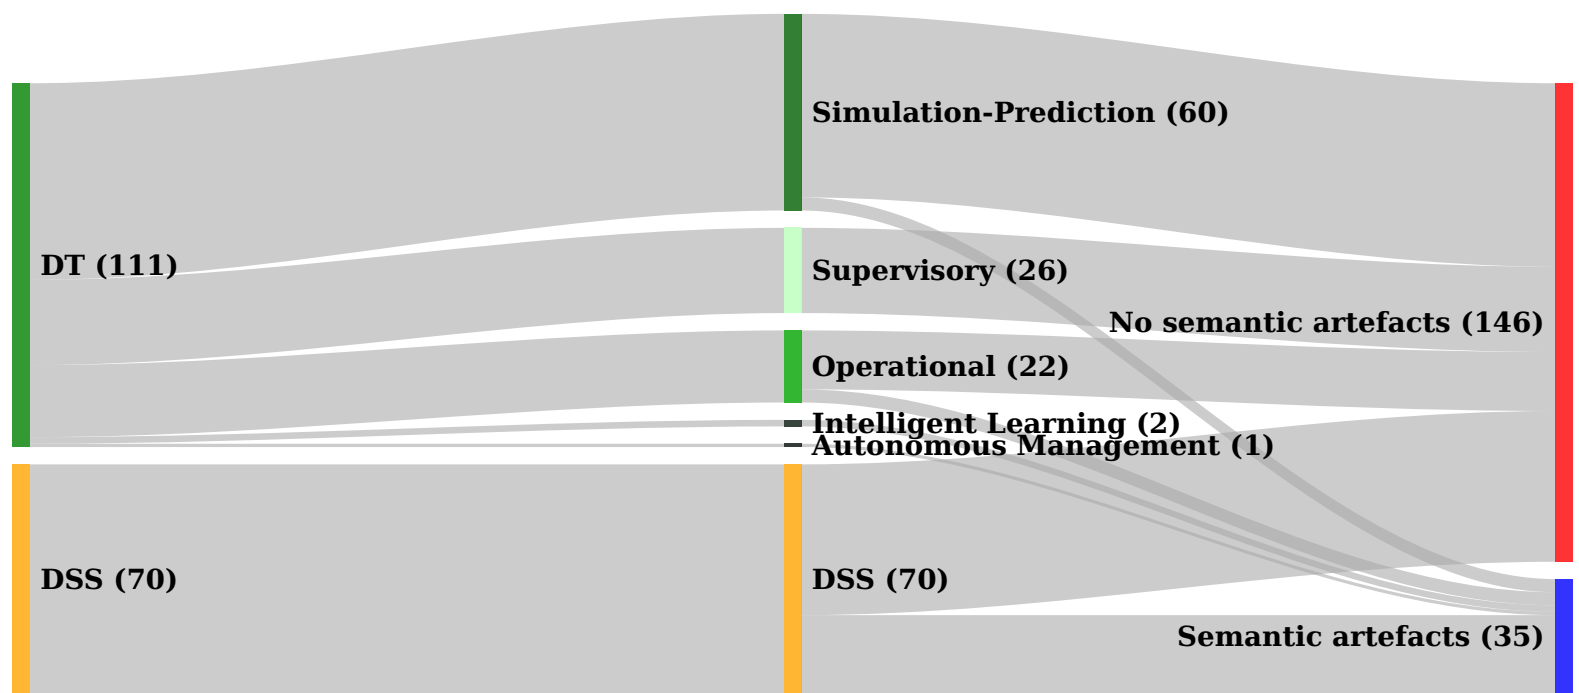 DT (111)
DSS (70)
Simulation-Prediction (60)
Supervisory (26)
Operational (22)
Intelligent Learning (2)
Autonomous Management (1)
DSS (70)
No semantic artefacts (146)
Semantic artefacts (35)